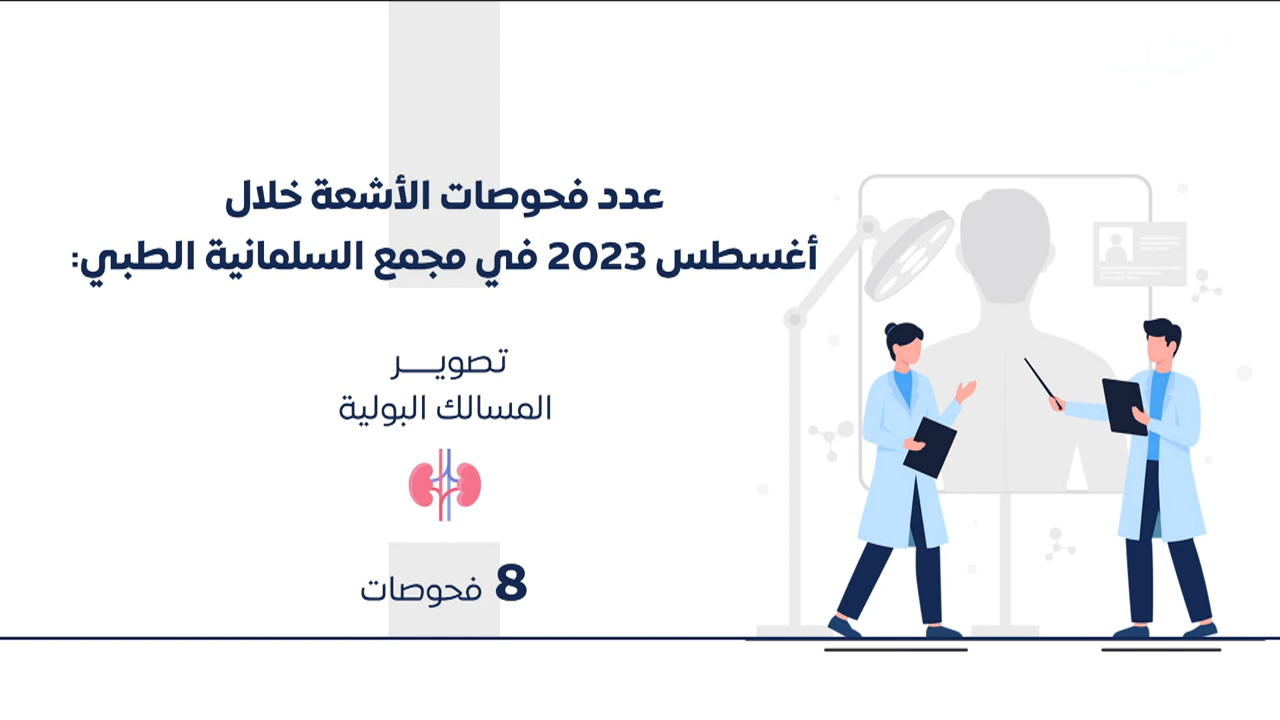 عدد فحوصات الأشعة خلال
أغسطس 2023 في مجمع السلمانية الطبي:
تصويـــر
المسالك البولية
8 فحوصات